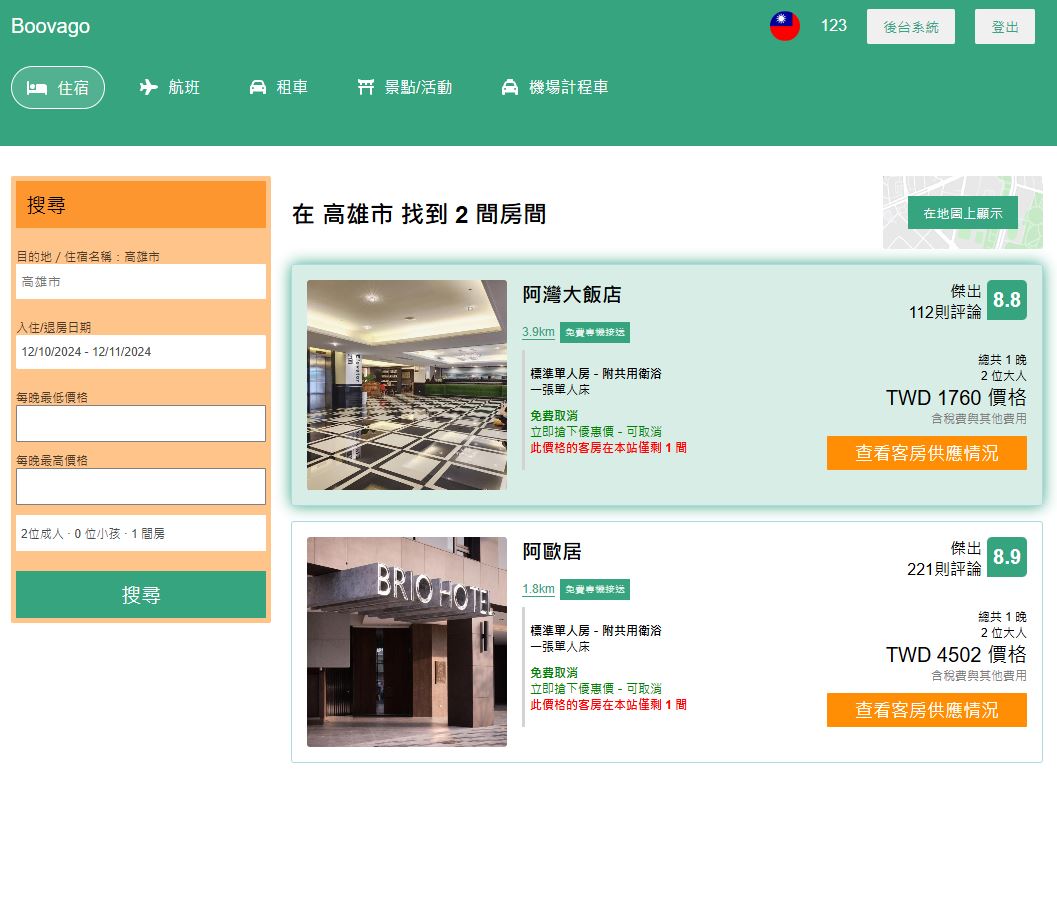 Boovago
123
後台系統
登出
住宿
航班
租車
景點/活動
機場計程車
搜尋
目的地 / 住宿名稱：高雄市
高雄市
入住/退房日期
12/10/2024 - 12/11/2024
每晚最低價格
每晚最高價格
2位成人 · 0 位小孩 · 1 間房
搜尋
在 高雄市 找到 2 間房間
在地圖上顯示
Elevator
阿灣大飯店
3.9km 免費專機接送
標準單人房 - 附共用衛浴
一張單人床
免費取消
立即搶下優惠價 - 可取消
此價格的客房在本站僅剩 1 間
傑出
112則評論
8.8
總共 1 晚
2 位大人
TWD 1760 價格
含稅費與其他費用
查看客房供應情況
BRIO HOTEL
阿歐居
1.8km 免費專機接送
標準單人房 - 附共用衛浴
一張單人床
免費取消
立即搶下優惠價 - 可取消
此價格的客房在本站僅剩 1 間
傑出
221則評論
8.9
總共 1 晚
2 位大人
TWD 4502 價格
含稅費與其他費用
查看客房供應情況